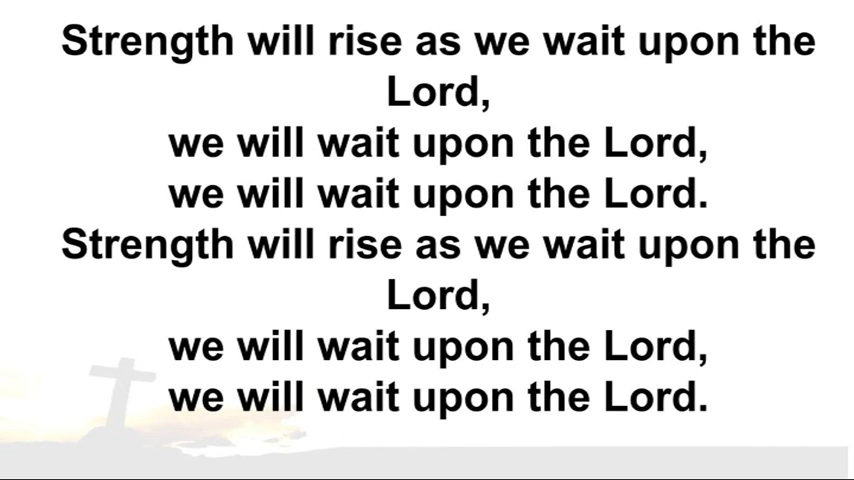 Strength will rise as we wait upon the
Lord,
we will wait upon the Lord,
we will wait upon the Lord.
Strength will rise as we wait upon the
Lord,
we will wait upon the Lord,
we will wait upon the Lord.